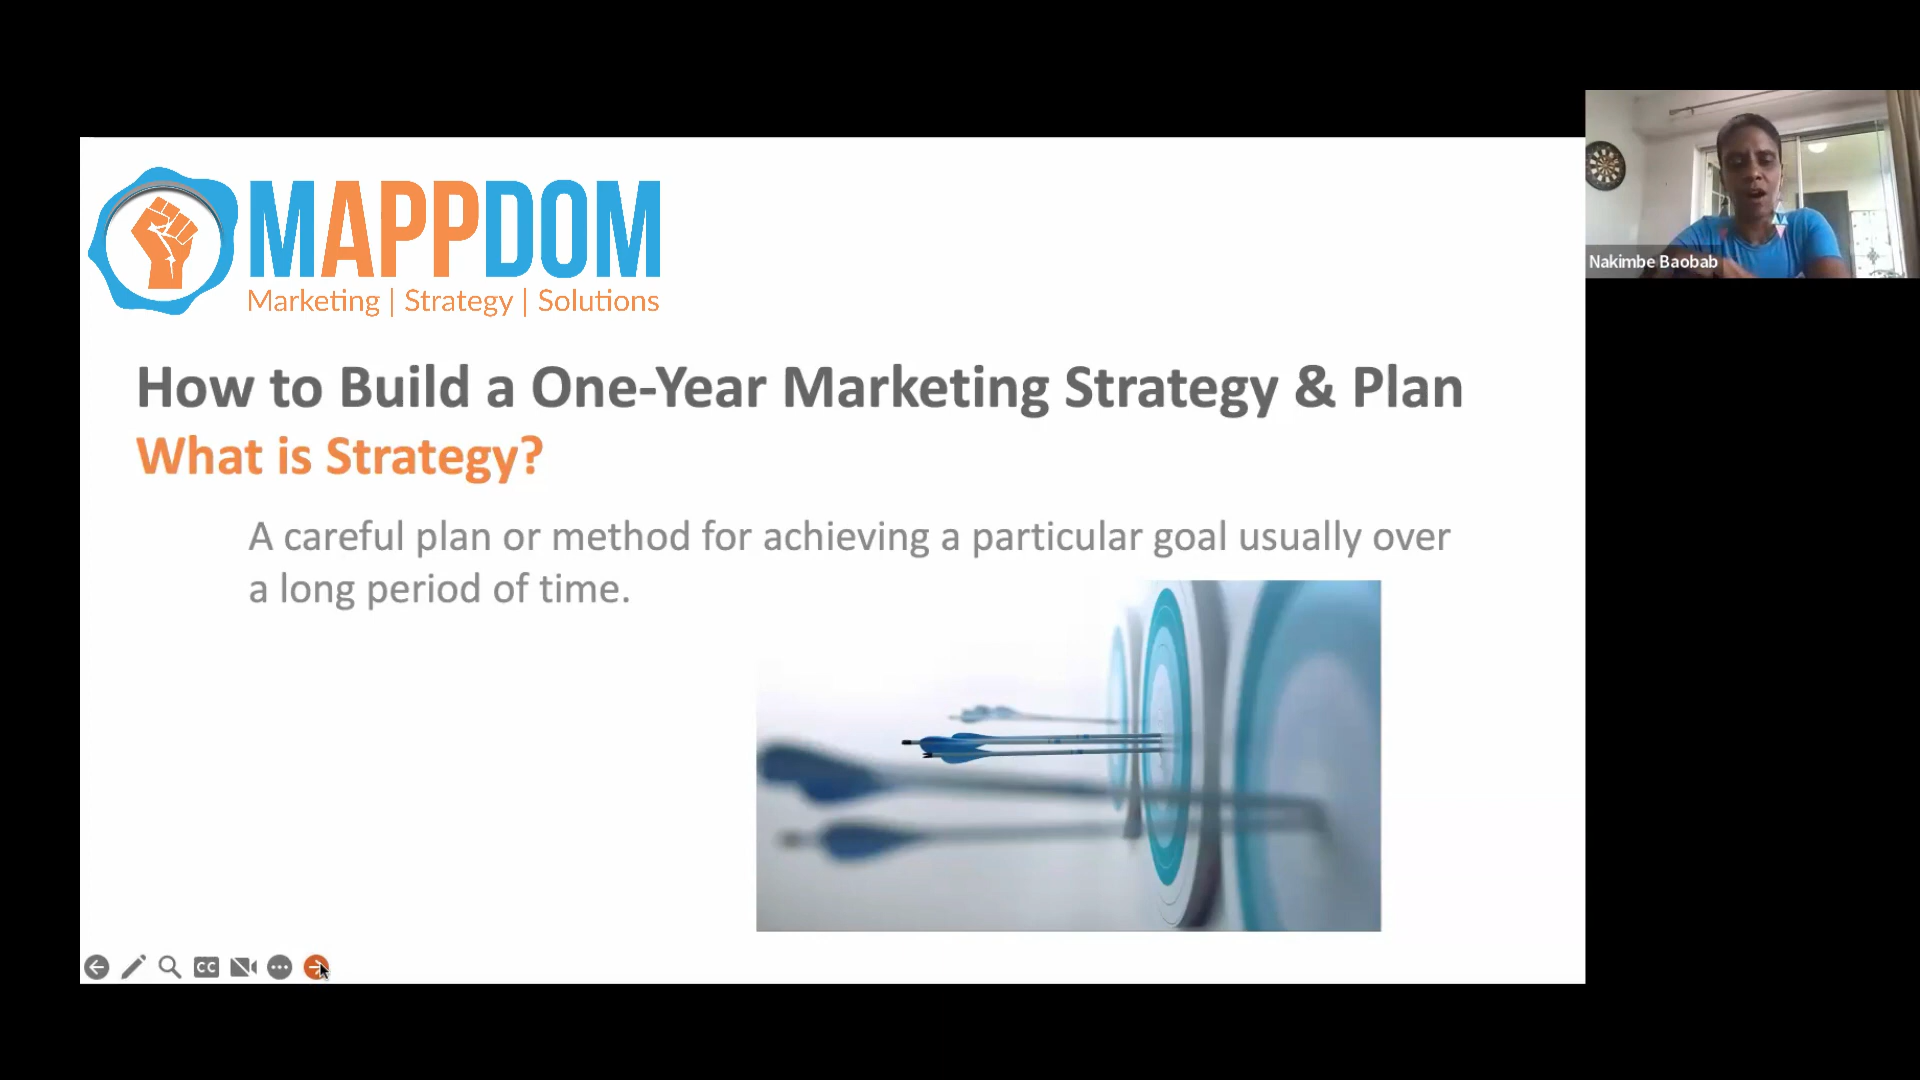 MAPPDOM
Marketing | Strategy | Solutions
How to Build a One-Year Marketing Strategy & Plan
What is Strategy?
A careful plan or method for achieving a particular goal usually over
a long period of time.
CC
Nakimbe Baobab